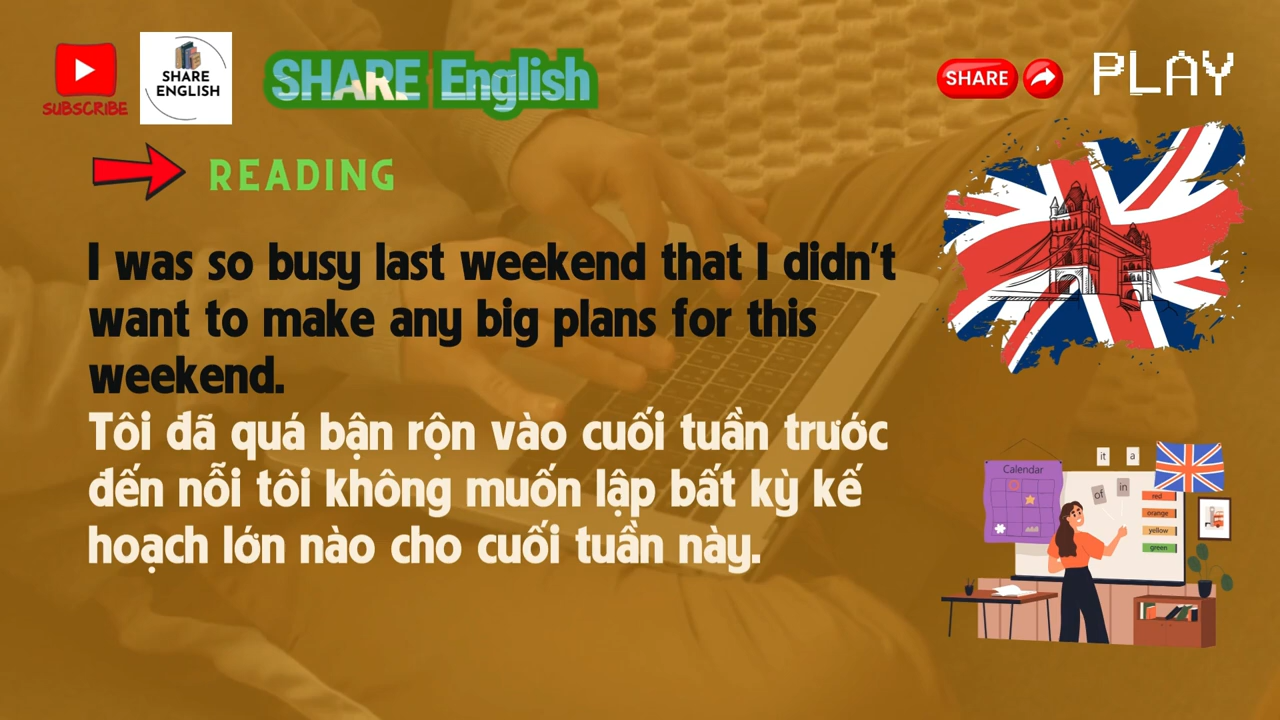 SUBSCRIBE
SHARE
ENGLISH
SHARE English
SHARE
PLAY
READING
I was so busy last weekend that I didn't
want to make any big plans for this
weekend.
Tôi đã quá bận rộn vào cuối tuần trước
đến nỗi tôi không muốn lập bất kỳ kế
hoạch lớn nào cho cuối tuần này.
Calendar
it
a
of
in
red
orange
yellow
green